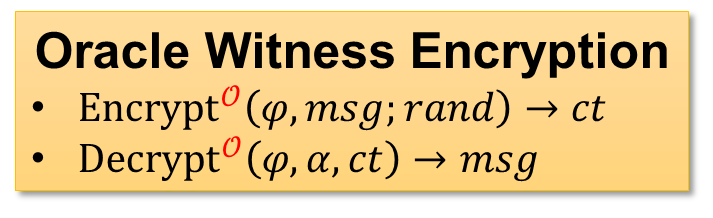 Oracle Witness Encryption
• Encrypt^𝒪(φ, msg; rand) → ct
• Decrypt^𝒪(φ, α, ct) → msg